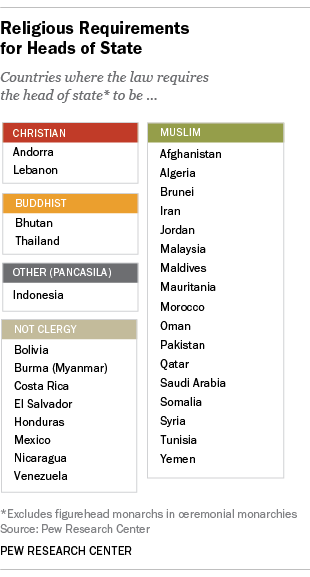 Religious Requirements
for Heads of State
Countries where the law requires
the head of state* to be ...
CHRISTIAN
Andorra
Lebanon
BUDDHIST
Bhutan
Thailand
OTHER (PANCASILA)
Indonesia
NOT CLERGY
Bolivia
Burma (Myanmar)
Costa Rica
El Salvador
Honduras
Mexico
Nicaragua
Venezuela
MUSLIM
Afghanistan
Algeria
Brunei
Iran
Jordan
Malaysia
Maldives
Mauritania
Morocco
Oman
Pakistan
Qatar
Saudi Arabia
Somalia
Syria
Tunisia
Yemen
*Excludes figurehead monarchs in œremonial monarchies
Source: Pew Research Center
PEW RESEARCH CENTER